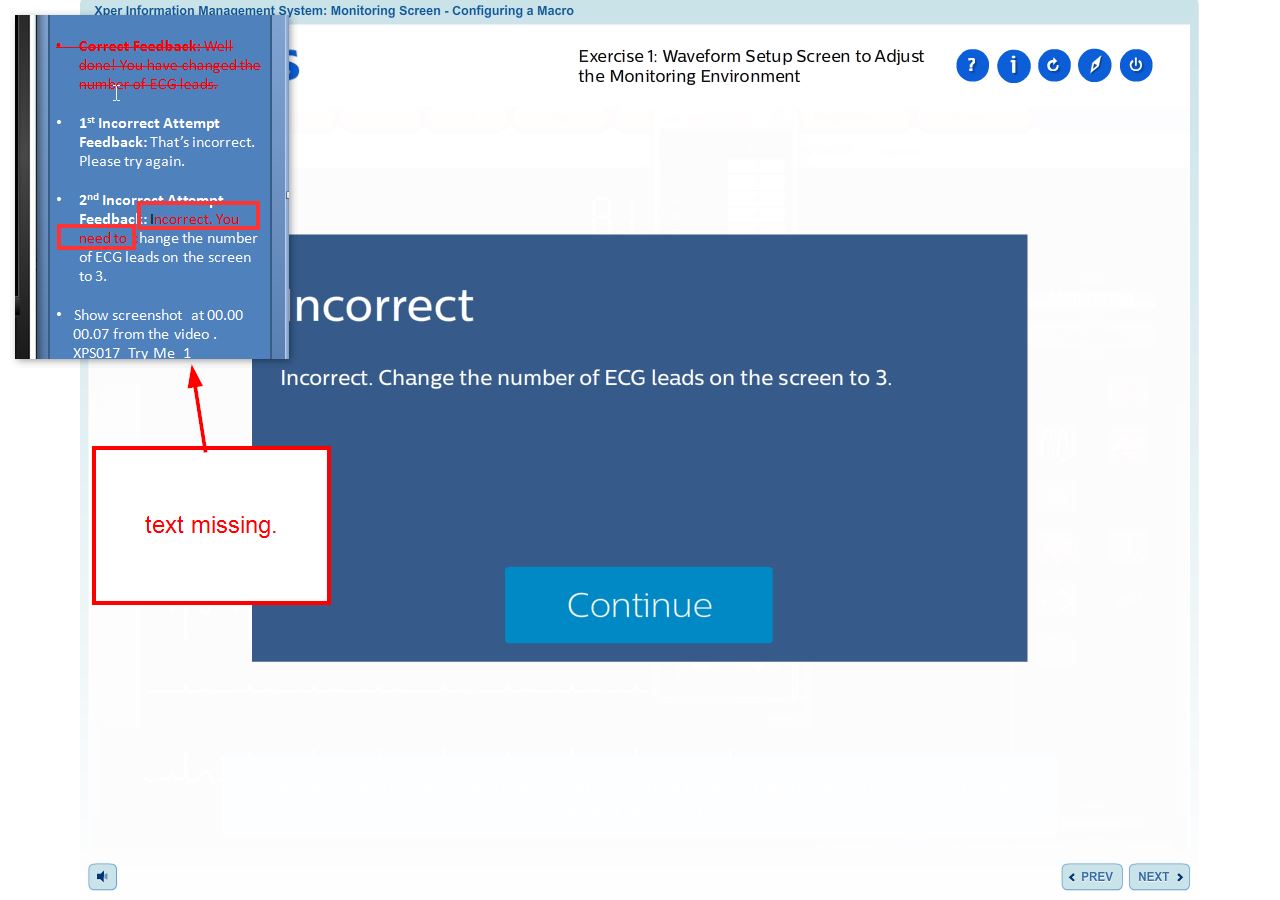 Xper Information Management System: Monitoring Screen - Configuring a Macro
Exercise 1: Waveform Setup Screen to Adjust
the Monitoring Environment
• Correct Feedback: Well
done! You have changed the
number of ECG leads.
• 1st Incorrect Attempt
Feedback: That's incorrect.
Please try again.
• 2nd Incorrect Attempt
Feedback: Incorrect. You
need to change the number
of ECG leads on the screen
to 3.
• Show screenshot at 00.00
00.07 from the video .
XPS017_Try Me_1
Incorrect
Incorrect. Change the number of ECG leads on the screen to 3.
text missing.
Continue
PREV
NEXT